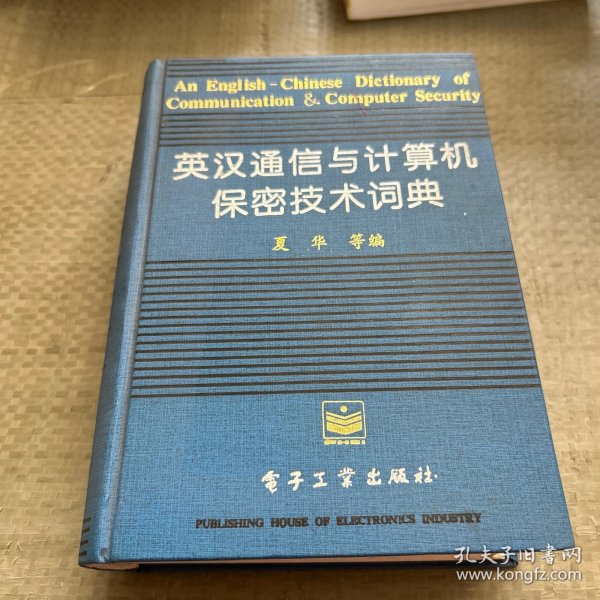 An English-Chinese Dictionary of
Communication & Computer Security
英汉通信与计算机
保密技术词典
夏 华 等编
電子工業出版社
PUBLISHING HOUSE OF ELECTRONICS INDUSTRY
孔夫子旧书网
www.kongfz.com